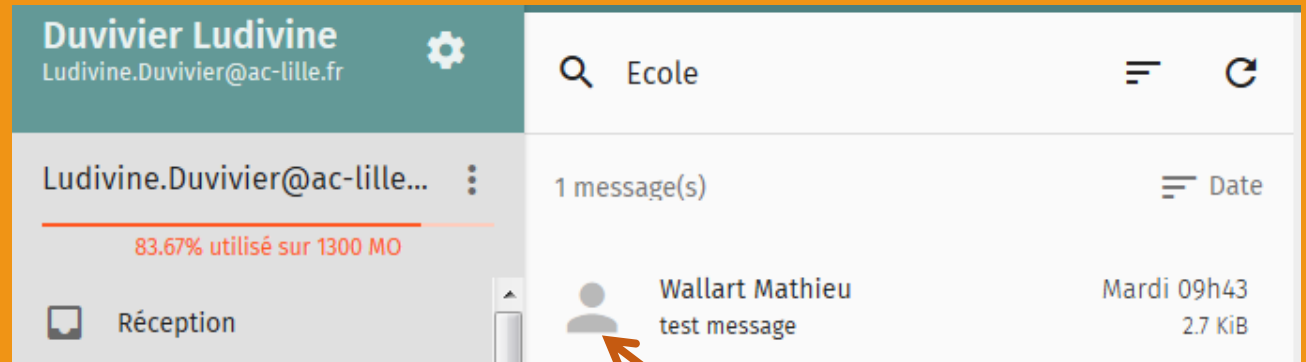 Duvivier Ludivine
Ludivine.Duvivier@ac-lille.fr
Ludivine.Duvivier@ac-lille...
83.67% utilisé sur 1300 MO
Réception
Ecole
1 message(s)
Date
Wallart Mathieu
Mardi 09h43
test message
2.7 KiB